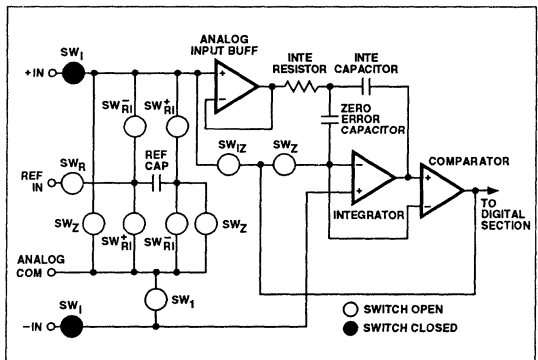 ANALOG
INPUT BUFF
INTE
RESISTOR
INTE
CAPACITOR
SWI
+IN
+
–
SW–RI
SW+RI
ZERO
ERROR
CAPACITOR
REF
CAP
SWR
REF
IN
SWIZ
SWZ
–
+
INTEGRATOR
COMPARATOR
+
–
TO
DIGITAL
SECTION
SWZ
SW+RI
SW–RI
SWZ
ANALOG
COM
SW1
SWI
–IN
SWITCH OPEN
SWITCH CLOSED